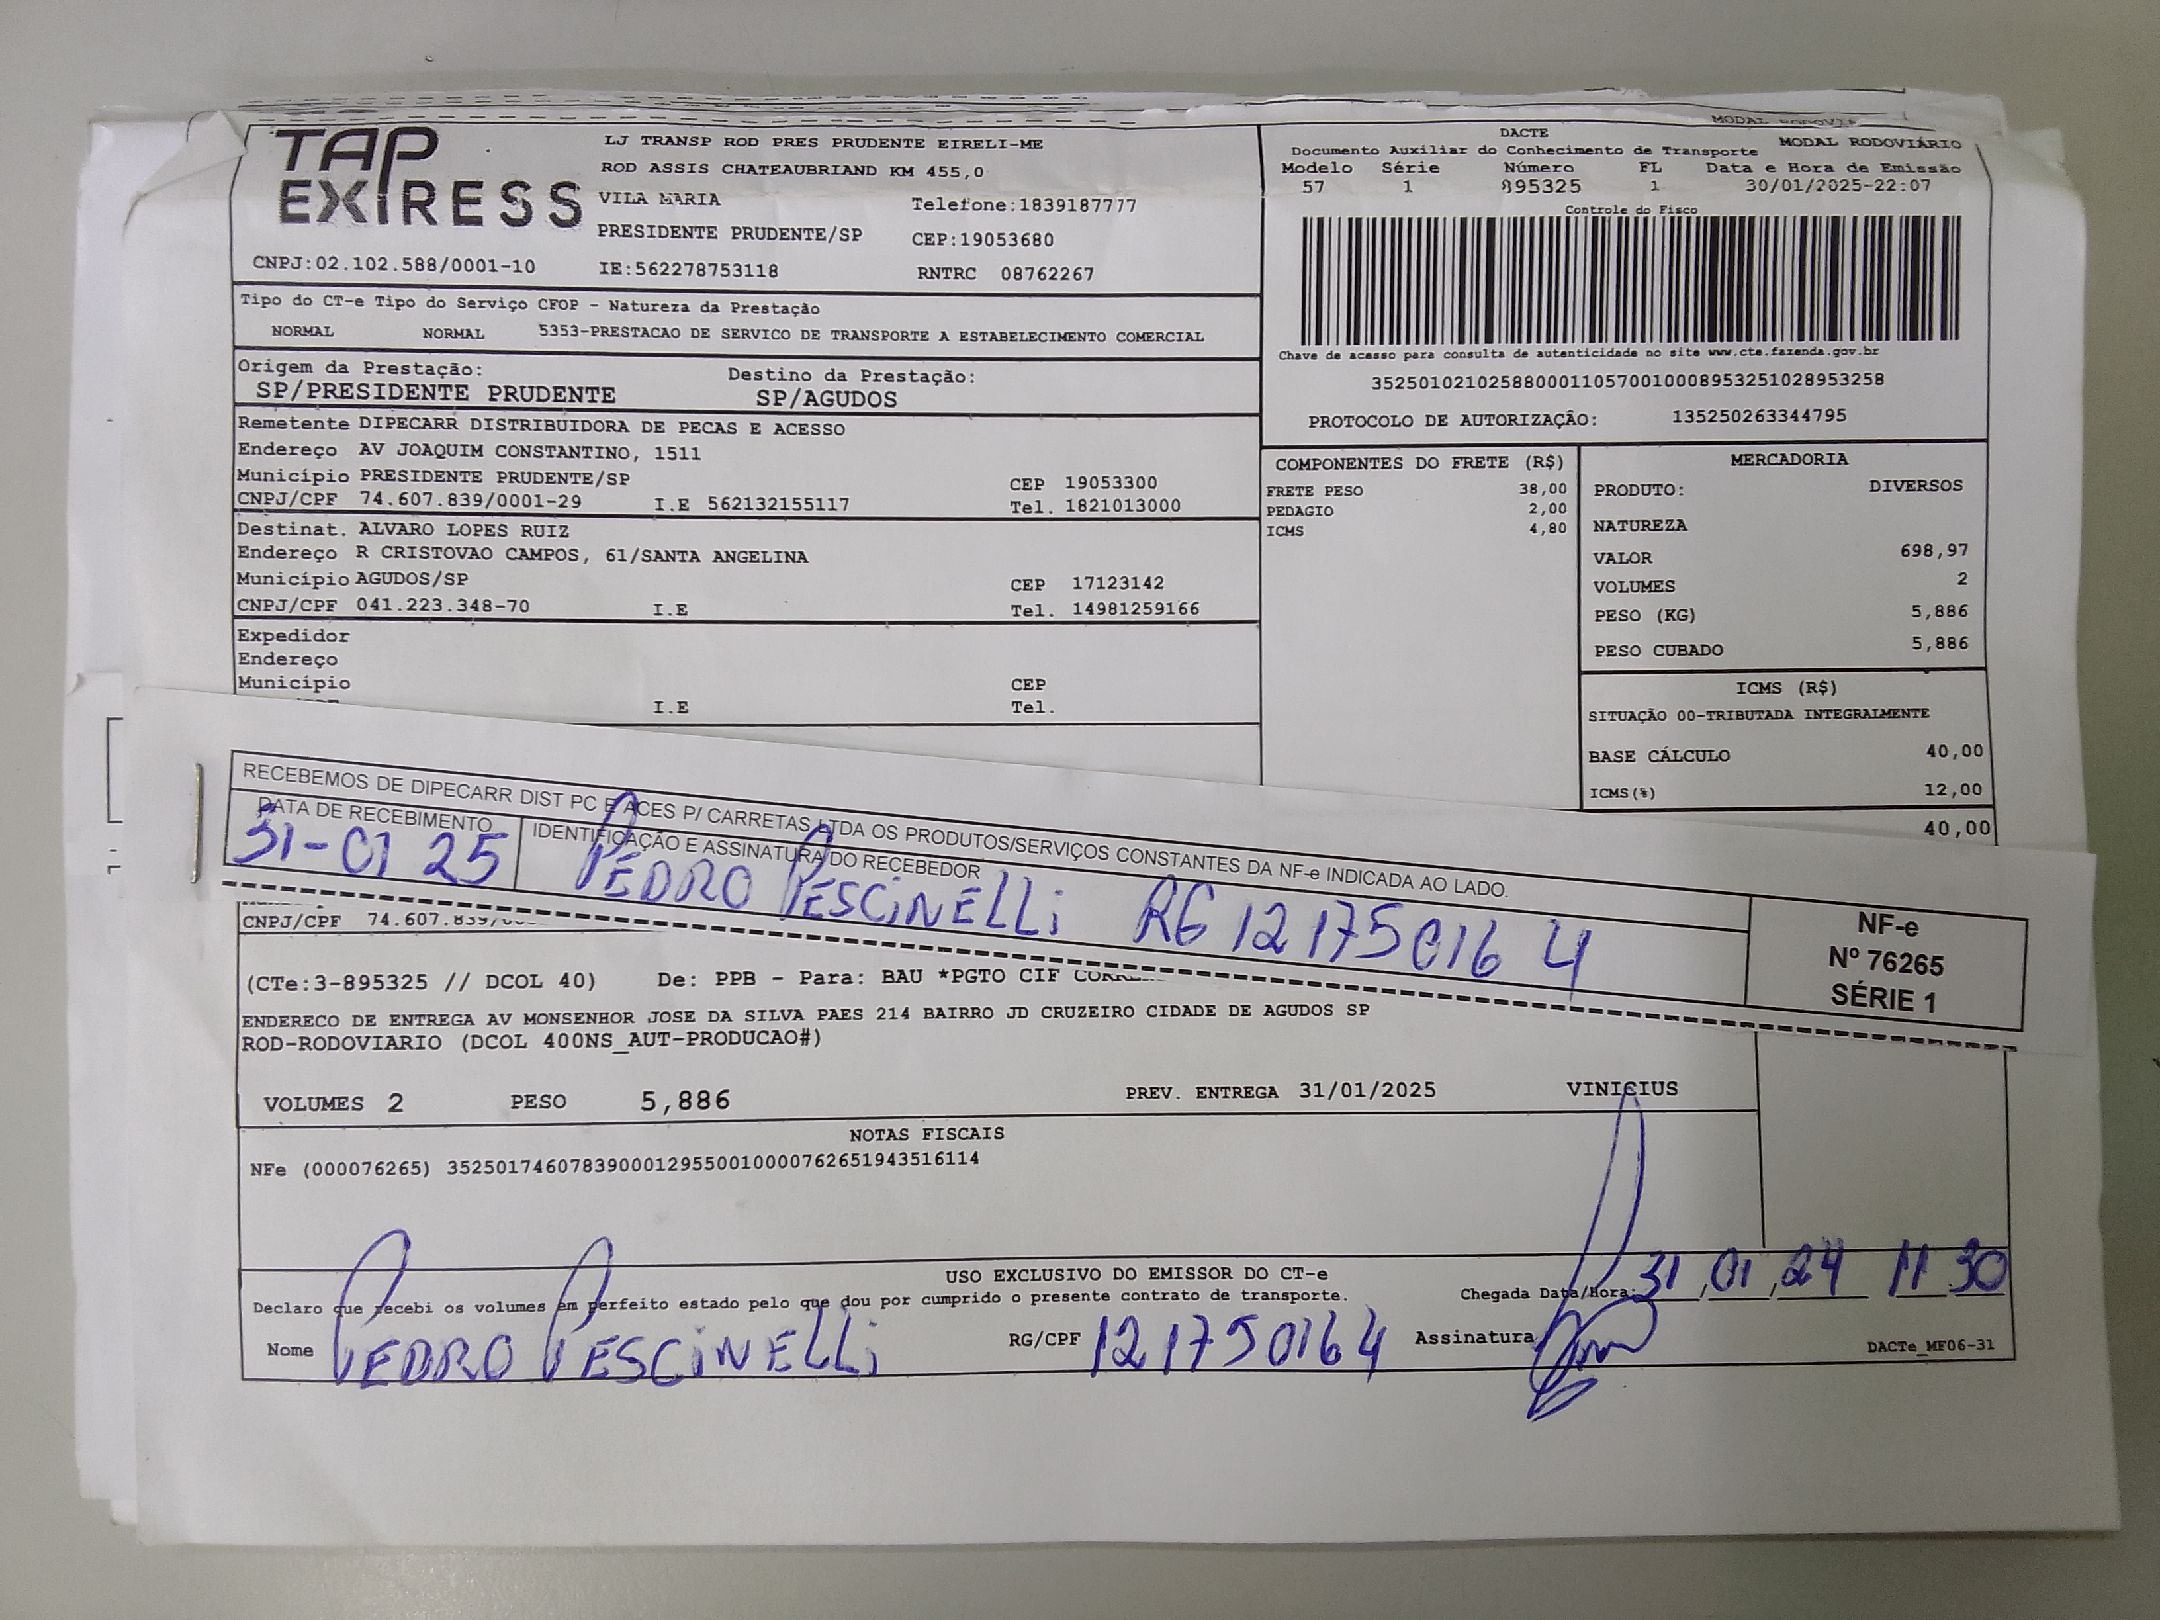 TAP EXPRESS
LJ TRANSP ROD PRES PRUDENTE EIRELI-ME
ROD ASSIS CHATEAUBRIAND KM 455,0
VILA MARIA Telefone:1839187777
PRESIDENTE PRUDENTE/SP CEP:19053680
CNPJ:02.102.588/0001-10 IE:562278753118 RNTRC 08762267
MODAL RODOVIÁRIO
DACTE
Documento Auxiliar do Conhecimento de Transporte
Modelo Série Número FL Data e Hora de Emissão
57 1 895325 1 30/01/2025-22:07
Controle do Fisco
Chave de acesso para consulta de autenticidade no site www.cte.fazenda.gov.br
35250102102588000110570010008953251028953258
PROTOCOLO DE AUTORIZAÇÃO: 135250263344795
Tipo do CT-e Tipo do Serviço CFOP - Natureza da Prestação
NORMAL NORMAL 5353-PRESTACAO DE SERVICO DE TRANSPORTE A ESTABELECIMENTO COMERCIAL
Origem da Prestação: Destino da Prestação:
SP/PRESIDENTE PRUDENTE SP/AGUDOS
Remetente DIPECARR DISTRIBUIDORA DE PECAS E ACESSO
Endereço AV JOAQUIM CONSTANTINO, 1511
Município PRESIDENTE PRUDENTE/SP CEP 19053300
CNPJ/CPF 74.607.839/0001-29 I.E 562132155117 Tel. 1821013000
Destinat. ALVARO LOPES RUIZ
Endereço R CRISTOVAO CAMPOS, 61/SANTA ANGELINA
Município AGUDOS/SP CEP 17123142
CNPJ/CPF 041.223.348-70 I.E Tel. 14981259166
Expedidor
Endereço
Município CEP
I.E Tel.
COMPONENTES DO FRETE (R$)
FRETE PESO 38,00
PEDAGIO 2,00
ICMS 4,80
MERCADORIA
PRODUTO: DIVERSOS
NATUREZA
VALOR 698,97
VOLUMES 2
PESO (KG) 5,886
PESO CUBADO 5,886
ICMS (R$)
SITUAÇÃO 00-TRIBUTADA INTEGRALMENTE
BASE CÁLCULO 40,00
ICMS(%) 12,00
40,00
RECEBEMOS DE DIPECARR DIST PC E ACES P/ CARRETAS LTDA OS PRODUTOS/SERVIÇOS CONSTANTES DA NF-e INDICADA AO LADO.
DATA DE RECEBIMENTO IDENTIFICAÇÃO E ASSINATURA DO RECEBEDOR
31-01 25 PEDRO PESCINELLI RG 12175016 4
NF-e
Nº 76265
SÉRIE 1
CNPJ/CPF 74.607.839/
(CTe:3-895325 // DCOL 40) De: PPB - Para: BAU *PGTO CIF
ENDERECO DE ENTREGA AV MONSENHOR JOSE DA SILVA PAES 214 BAIRRO JD CRUZEIRO CIDADE DE AGUDOS SP
ROD-RODOVIARIO (DCOL 400NS_AUT-PRODUCAO#)
VOLUMES 2 PESO 5,886 PREV. ENTREGA 31/01/2025 VINICIUS
NOTAS FISCAIS
NFe (000076265) 35250174607839000129550010000762651943516114
USO EXCLUSIVO DO EMISSOR DO CT-e
Declaro que recebi os volumes em perfeito estado pelo que dou por cumprido o presente contrato de transporte.
Chegada Data/Hora: 31,01,24 11 30
Nome PEDRO PESCINELLI RG/CPF 121750164 Assinatura
DACTe_MF06-31